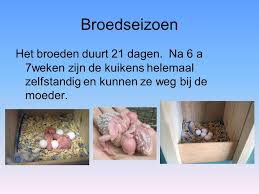 Broedseizoen
Het broeden duurt 21 dagen.  Na 6 a
7weken zijn de kuikens helemaal
zelfstandig en kunnen ze weg bij de
moeder.